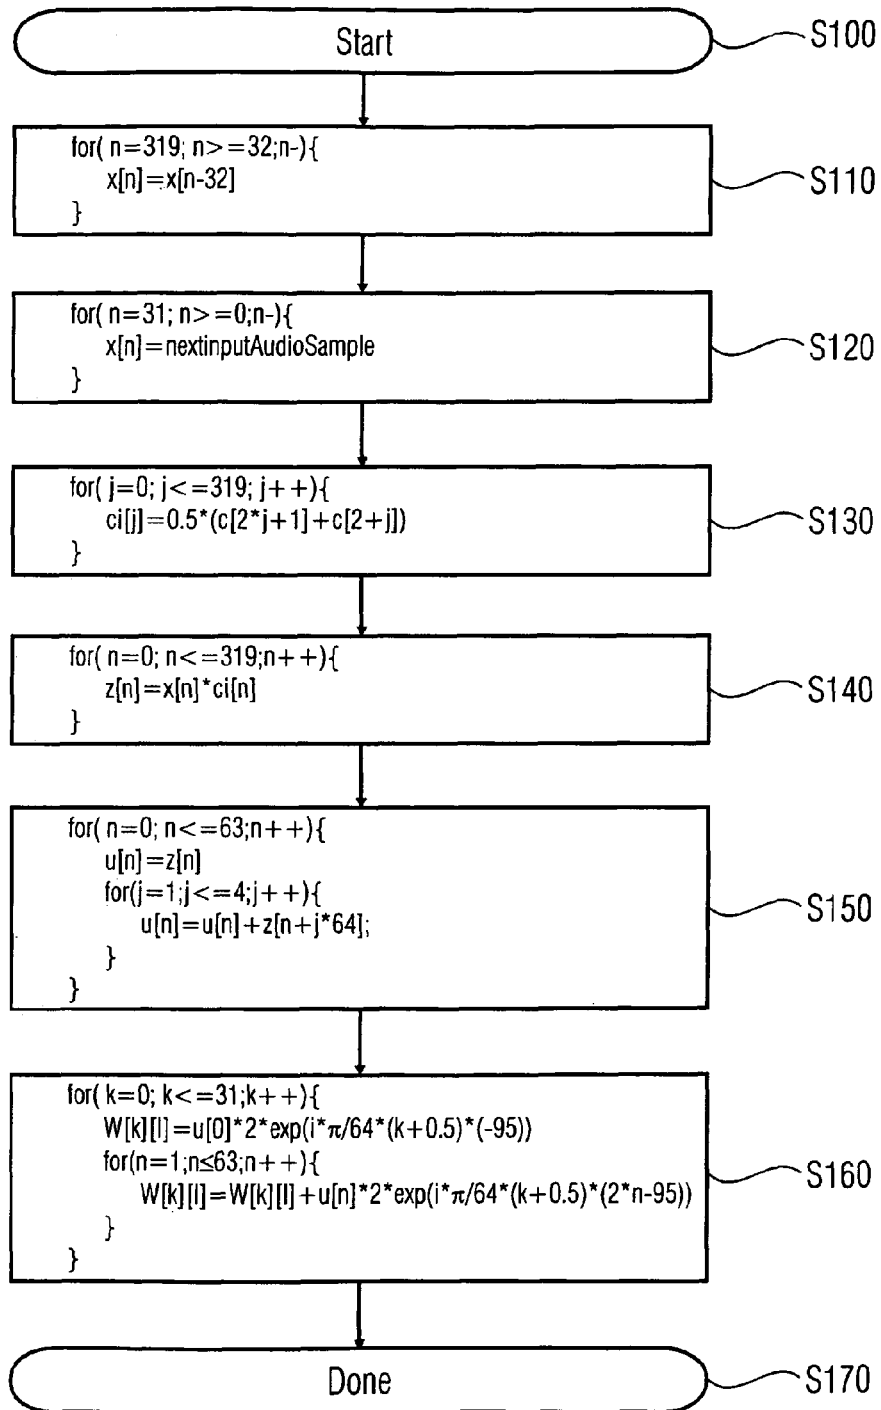 Start
S100
for( n=319; n>=32;n-){
x[n]=x[n-32]
}
S110
for( n=31; n>=0;n-){
x[n]=nextinputAudioSample
}
S120
for( j=0; j<=319; j++){
ci[j]=0.5*(c[2*j+1]+c[2+j])
}
S130
for( n=0; n<=319;n++){
z[n]=x[n]*ci[n]
}
S140
for( n=0; n<=63;n++){
u[n]=z[n]
for(j=1;j<=4;j++){
u[n]=u[n]+z[n+j*64];
}
}
S150
for( k=0; k<=31;k++){
W[k][l]=u[0]*2*exp(i*π/64*(k+0.5)*(-95))
for(n=1;n≤63;n++){
W[k][l]=W[k][l]+u[n]*2*exp(i*π/64*(k+0.5)*(2*n-95))
}
}
S160
Done
S170